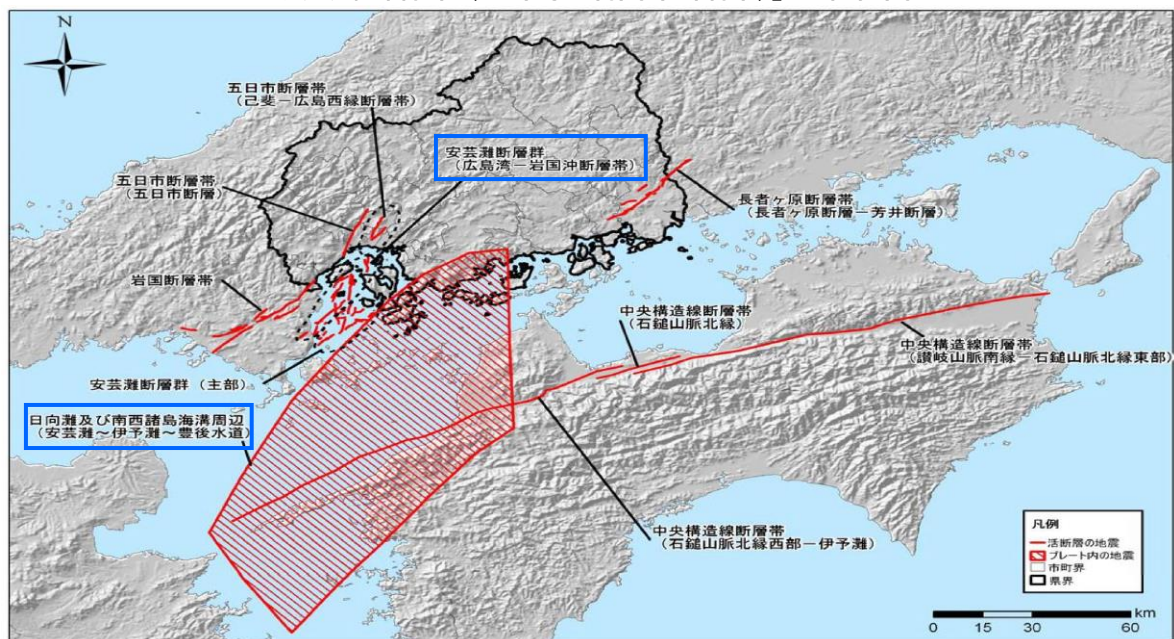 N
五日市断層帯
（己斐－広島西縁断層帯）
安芸灘断層群
（広島湾－岩国沖断層帯）
五日市断層帯
（五日市断層）
長者ヶ原断層帯
（長者ヶ原断層－芳井断層）
岩国断層帯
中央構造線断層帯
（石鎚山脈北縁）
中央構造線断層帯
（讃岐山脈南縁－石鎚山脈北縁東部）
安芸灘断層群（主部）
日向灘及び南西諸島海溝周辺
（安芸灘～伊予灘～豊後水道）
中央構造線断層帯
（石鎚山脈北縁西部－伊予灘）
凡例
活断層の地震
プレート内の地震
市町界
県界
km
0 15 30 60